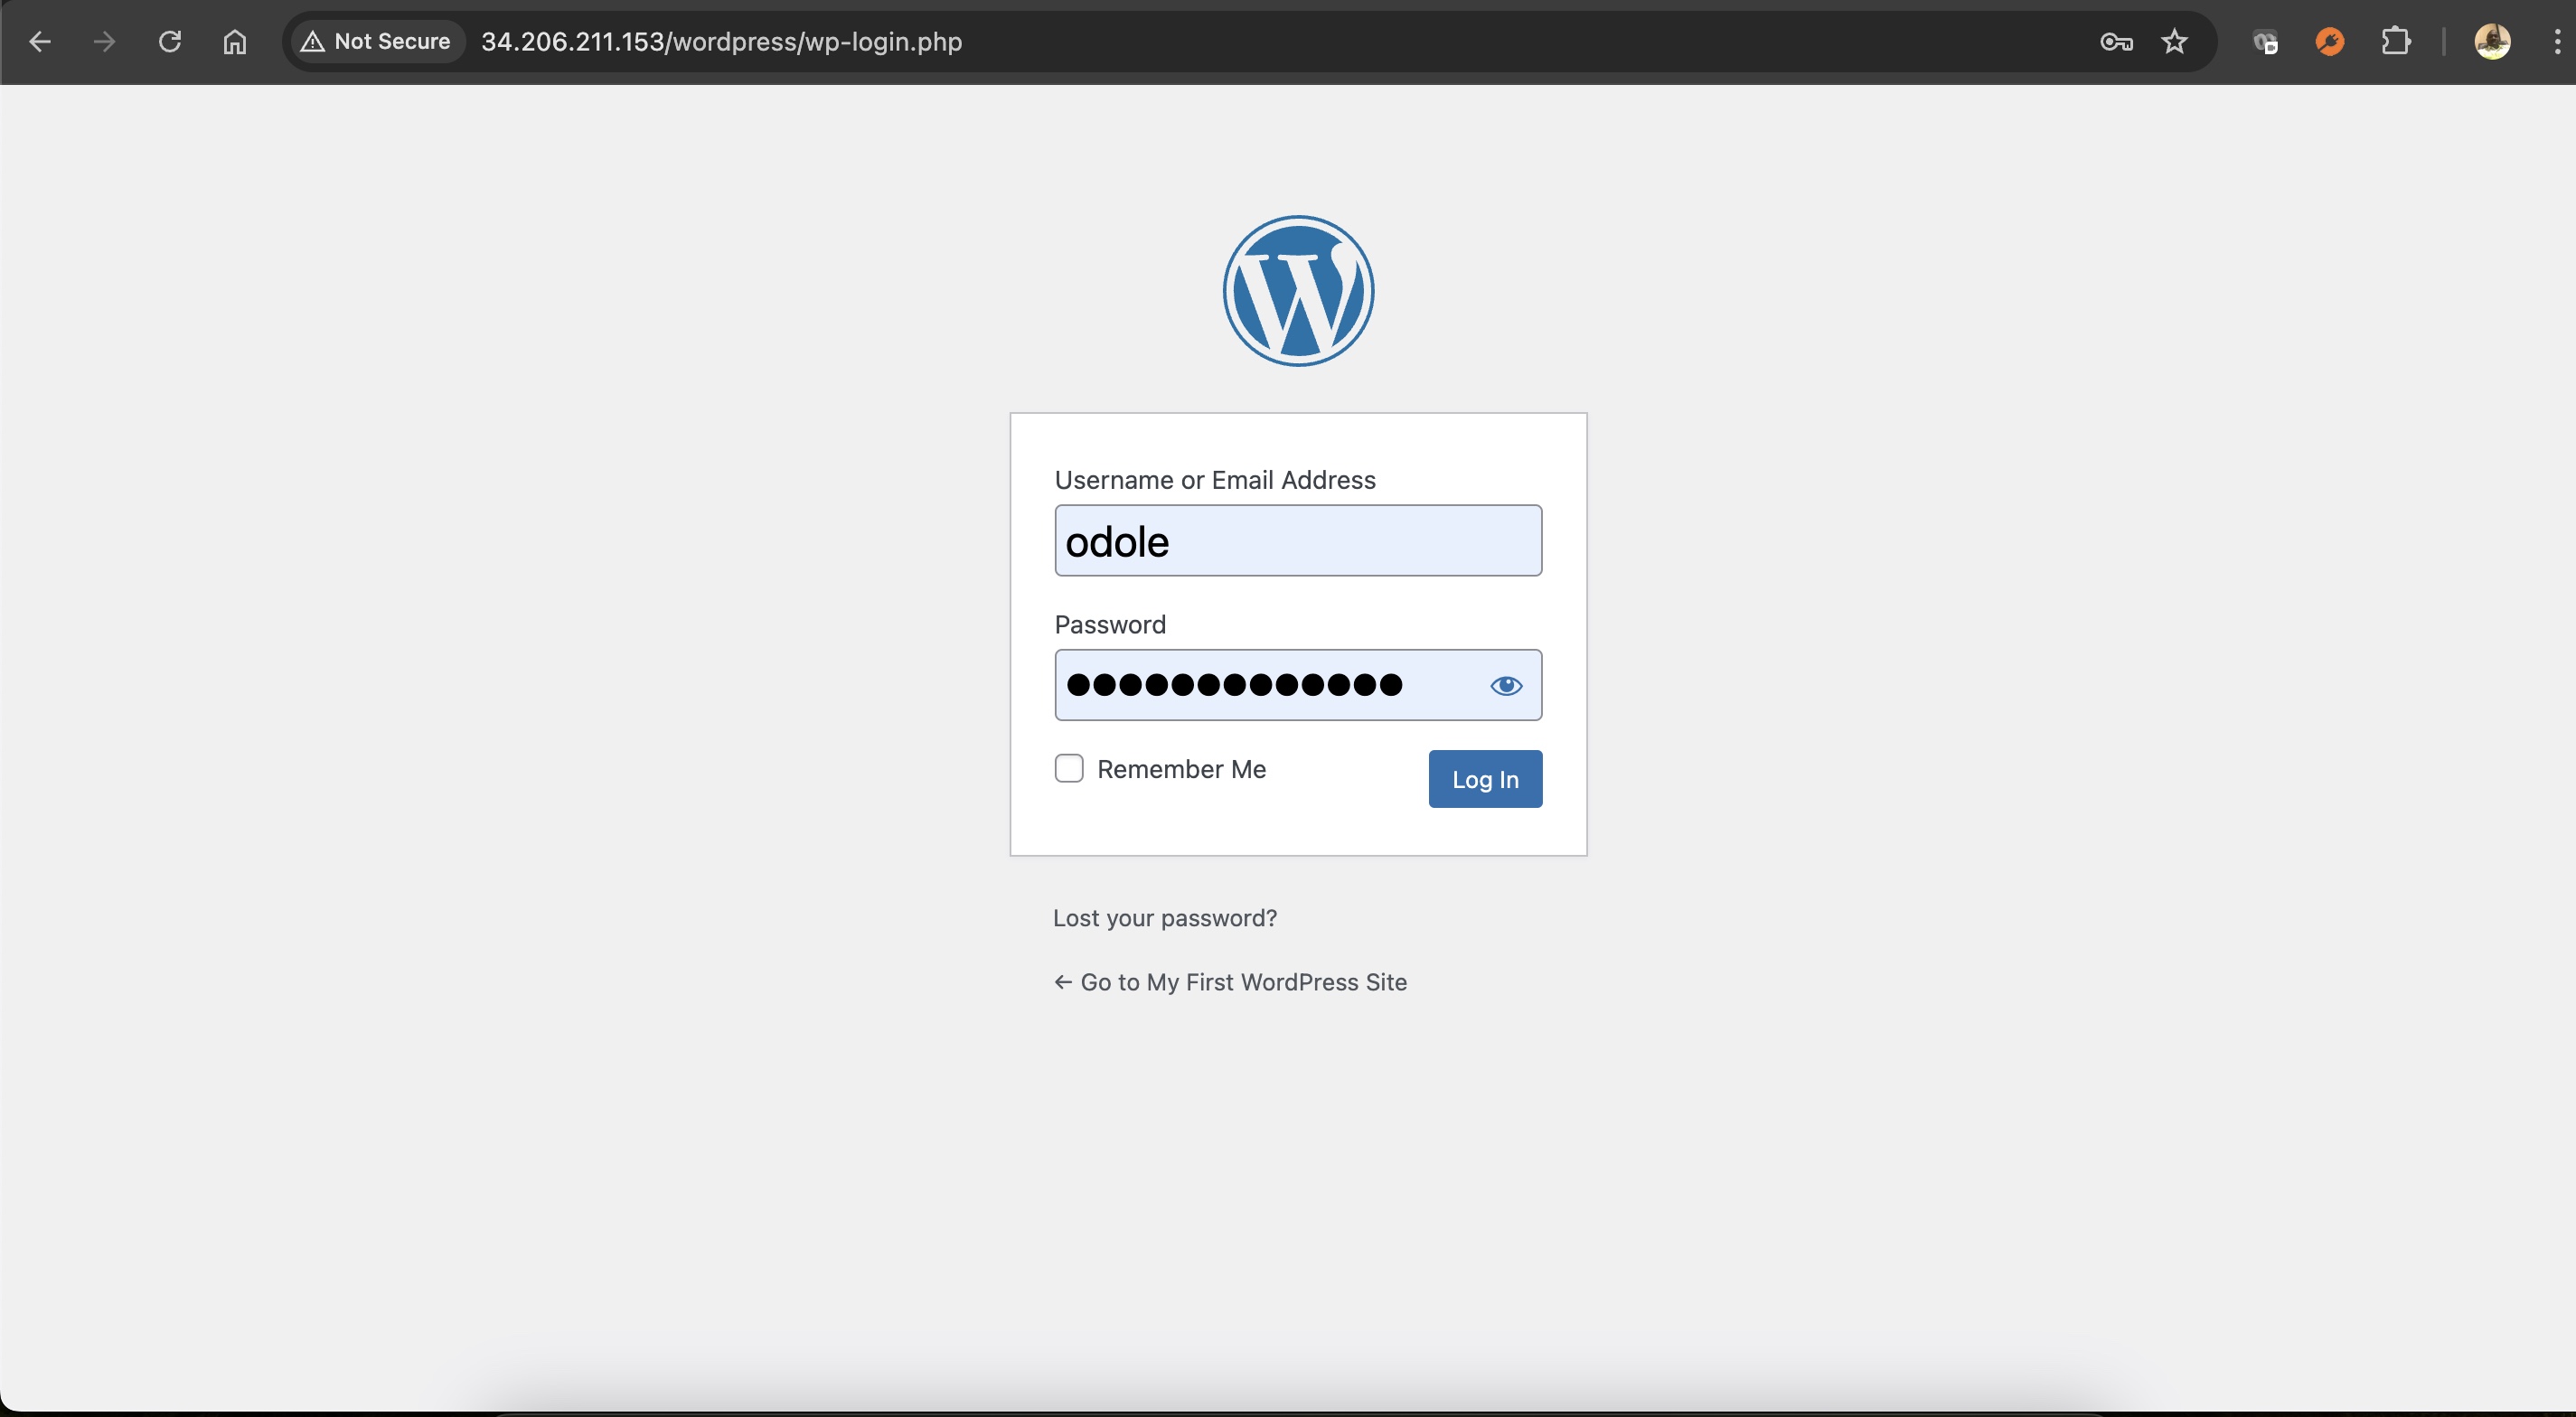 Not Secure 34.206.211.153/wordpress/wp-login.php
Username or Email Address
odole
Password
●●●●●●●●●●●●●
Remember Me
Log In
Lost your password?
← Go to My First WordPress Site